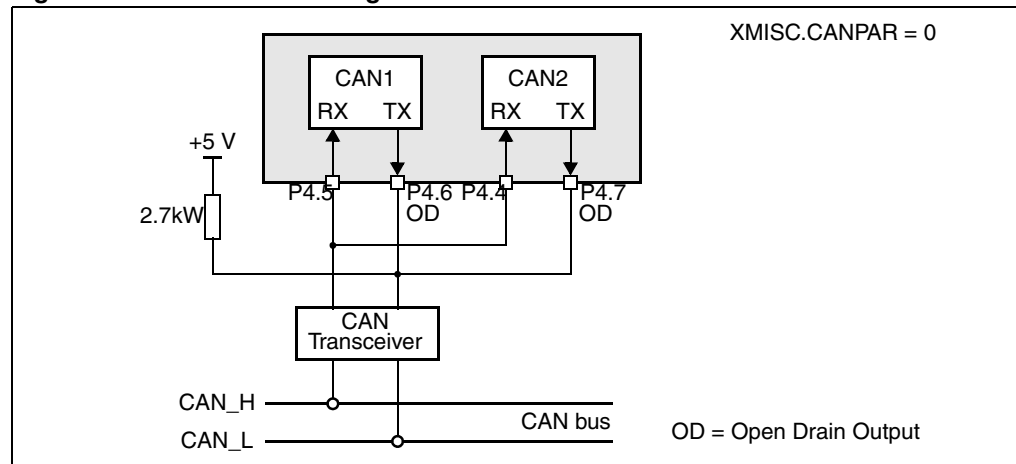 XMISC.CANPAR = 0
CAN1
CAN2
RX TX
RX TX
+5 V
P4.5
P4.6
P4.4
P4.7
OD
OD
2.7kW
CAN
Transceiver
CAN_H
CAN bus
CAN_L
OD = Open Drain Output